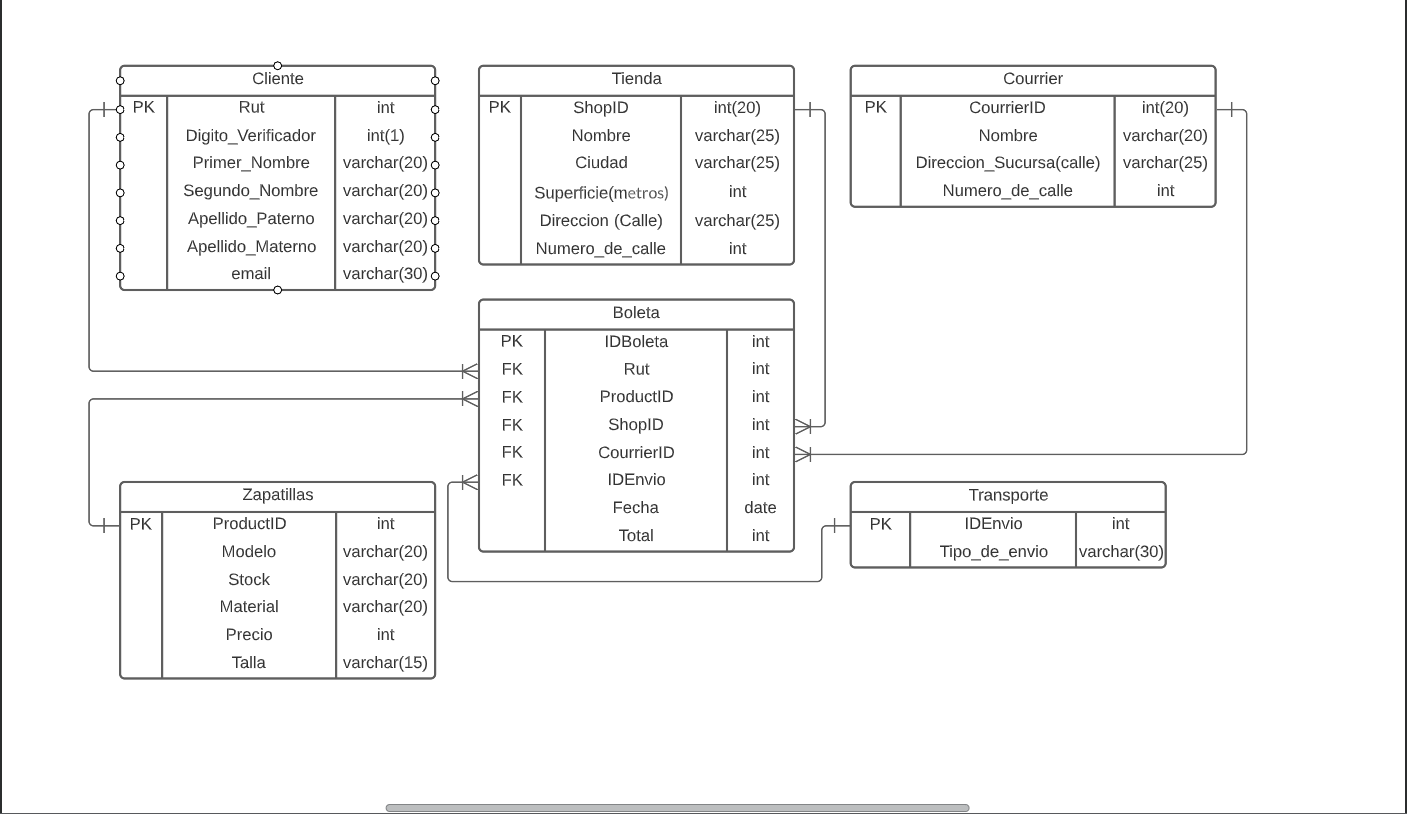 Cliente
PK Rut int
Digito_Verificador int(1)
Primer_Nombre varchar(20)
Segundo_Nombre varchar(20)
Apellido_Paterno varchar(20)
Apellido_Materno varchar(20)
email varchar(30)
Tienda
PK ShopID int(20)
Nombre varchar(25)
Ciudad varchar(25)
Superficie(metros) int
Direccion (Calle) varchar(25)
Numero_de_calle int
Courrier
PK CourrierID int(20)
Nombre varchar(20)
Direccion_Sucursa(calle) varchar(25)
Numero_de_calle int
Boleta
PK IDBoleta int
FK Rut int
FK ProductID int
FK ShopID int
FK CourrierID int
FK IDEnvio int
Fecha date
Total int
Zapatillas
PK ProductID int
Modelo varchar(20)
Stock varchar(20)
Material varchar(20)
Precio int
Talla varchar(15)
Transporte
PK IDEnvio int
Tipo_de_envio varchar(30)